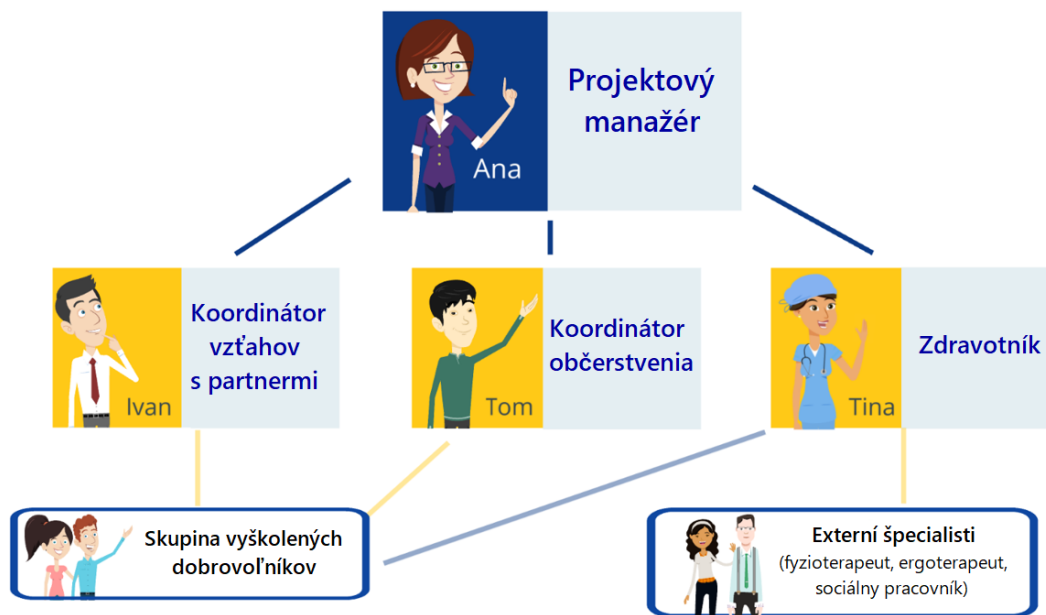 Projektový
manažér
Ana
Koordinátor
vzťahov
s partnermi
Ivan
Koordinátor
občerstvenia
Tom
Zdravotník
Tina
Skupina vyškolených
dobrovoľníkov
Externí špecialisti
(fyzioterapeut, ergoterapeut,
sociálny pracovník)